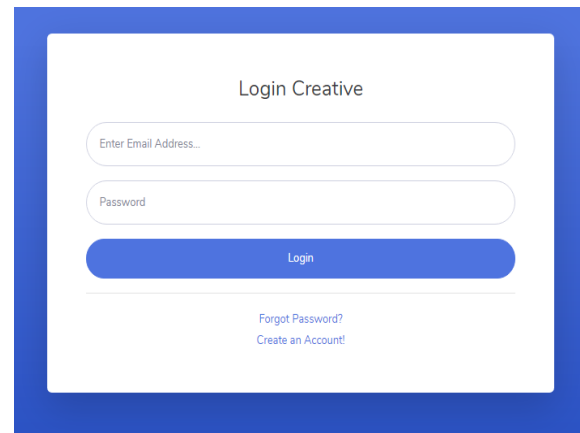 Login Creative
Enter Email Address...
Password
Login
Forgot Password?
Create an Account!